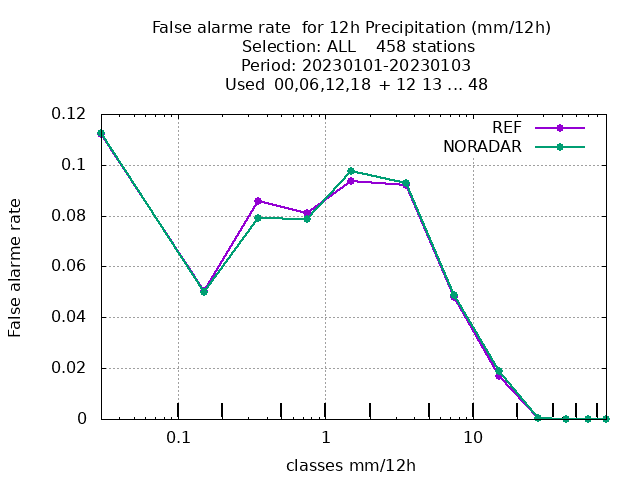 False alarme rate  for 12h Precipitation (mm/12h)
Selection: ALL    458 stations
Period: 20230101-20230103
Used  00,06,12,18  + 12 13 ... 48
REF
NORADAR
0.12
0.1
0.08
0.06
0.04
0.02
0
False alarme rate
0.1 1 10
classes mm/12h